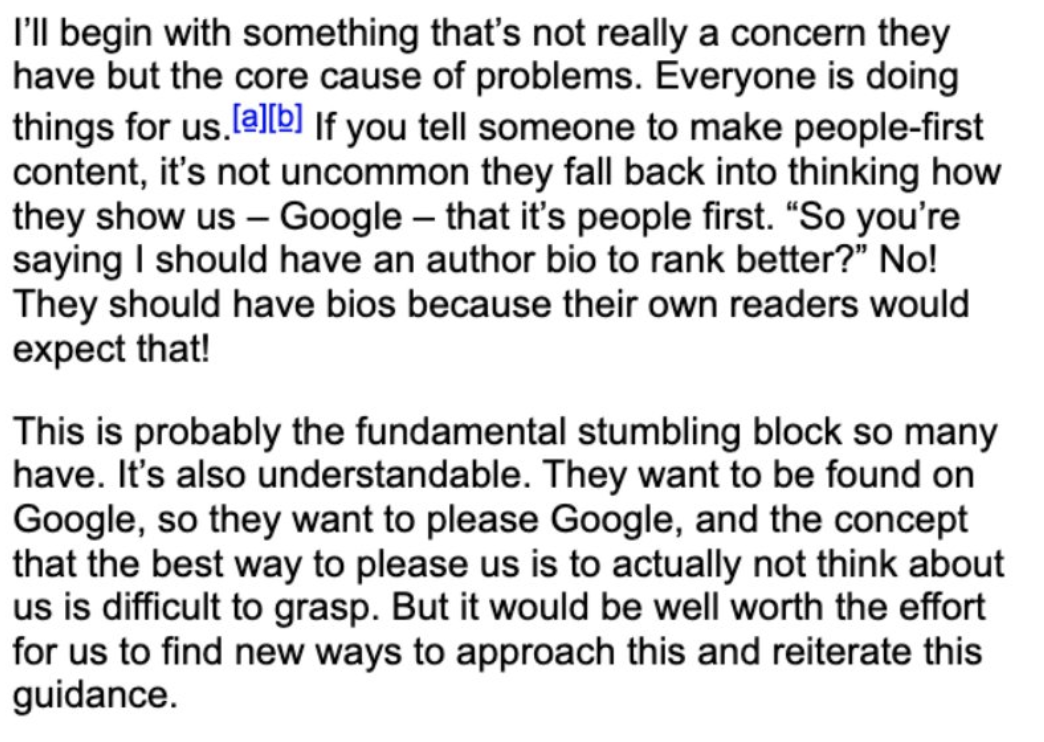 I’ll begin with something that’s not really a concern they
have but the core cause of problems. Everyone is doing
things for us.[a][b] If you tell someone to make people-first
content, it’s not uncommon they fall back into thinking how
they show us – Google – that it’s people first. “So you’re
saying I should have an author bio to rank better?” No!
They should have bios because their own readers would
expect that!
This is probably the fundamental stumbling block so many
have. It’s also understandable. They want to be found on
Google, so they want to please Google, and the concept
that the best way to please us is to actually not think about
us is difficult to grasp. But it would be well worth the effort
for us to find new ways to approach this and reiterate this
guidance.